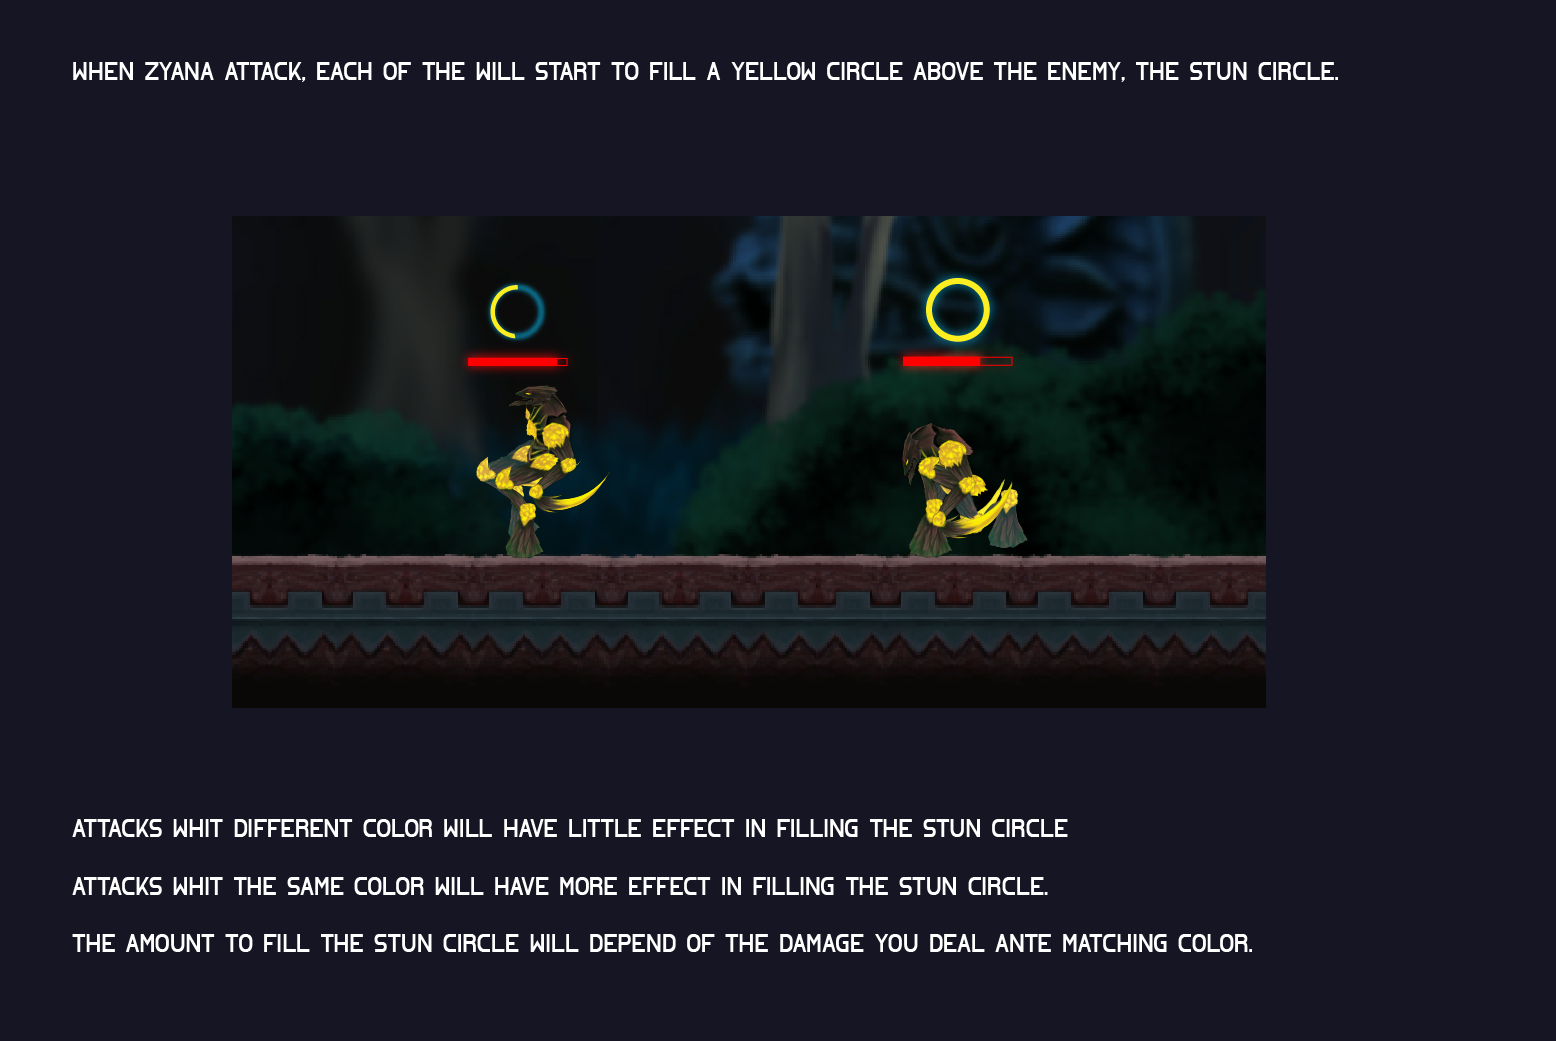 WHEN ZYANA ATTACK, EACH OF THE WILL START TO FILL A YELLOW CIRCLE ABOVE THE ENEMY, THE STUN CIRCLE.
ATTACKS WHIT DIFFERENT COLOR WILL HAVE LITTLE EFFECT IN FILLING THE STUN CIRCLE
ATTACKS WHIT THE SAME COLOR WILL HAVE MORE EFFECT IN FILLING THE STUN CIRCLE.
THE AMOUNT TO FILL THE STUN CIRCLE WILL DEPEND OF THE DAMAGE YOU DEAL ANTE MATCHING COLOR.